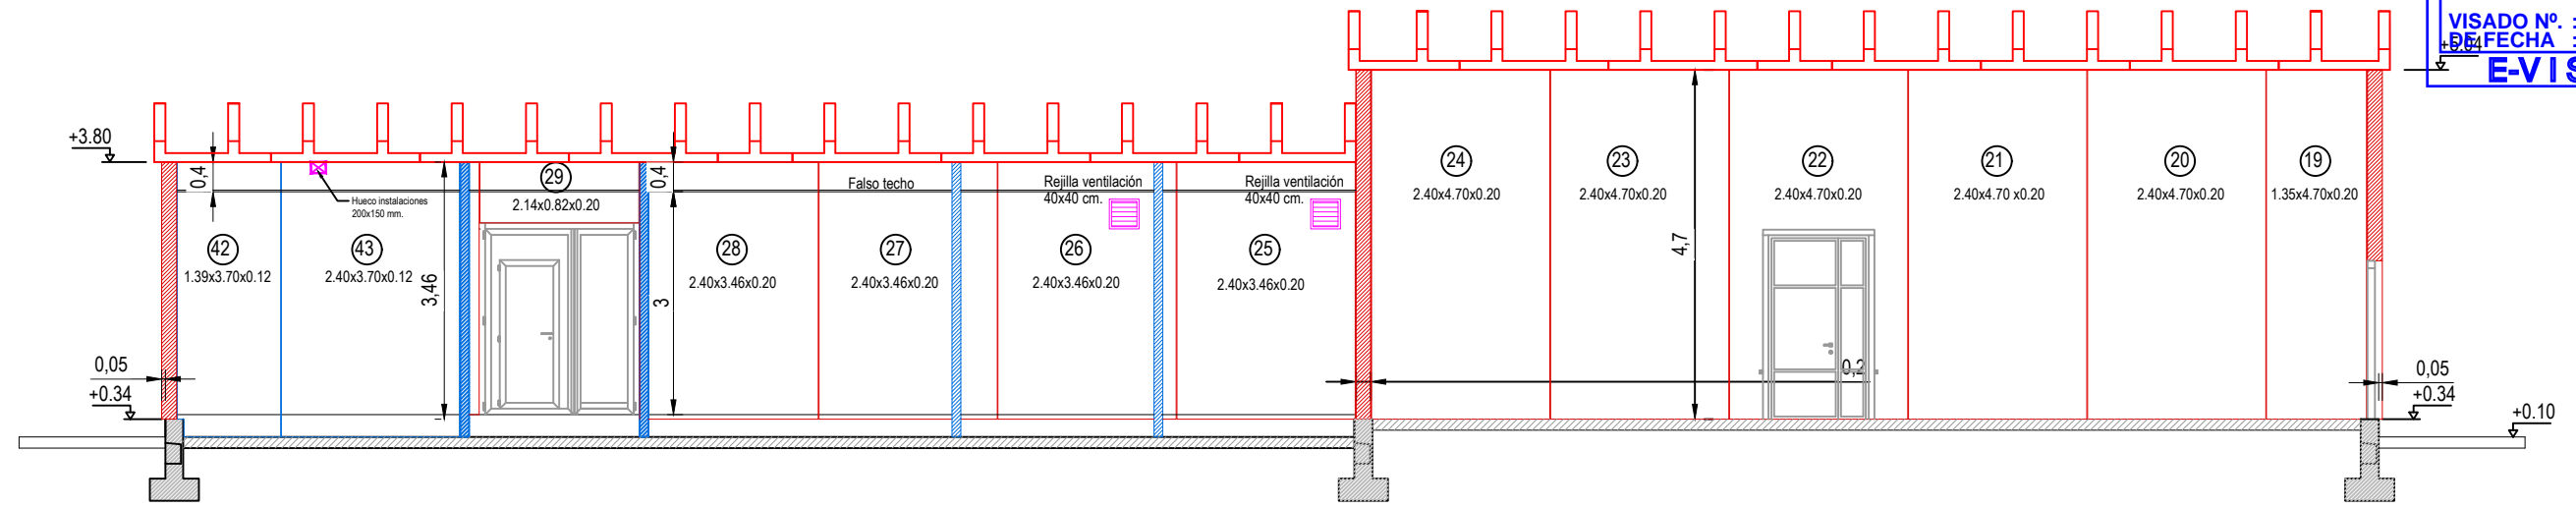 VISADO Nº. :
DE FECHA :
E-VIS
+5.04
+3.80
0,4
Hueco instalaciones
200x150 mm.
29
2.14x0.82x0.20
0,4
Falso techo
Rejilla ventilación
40x40 cm.
Rejilla ventilación
40x40 cm.
24
2.40x4.70x0.20
23
2.40x4.70x0.20
22
2.40x4.70x0.20
21
2.40x4.70 x0.20
20
2.40x4.70x0.20
19
1.35x4.70x0.20
42
1.39x3.70x0.12
43
2.40x3.70x0.12
3,46
28
2.40x3.46x0.20
3
27
2.40x3.46x0.20
26
2.40x3.46x0.20
25
2.40x3.46x0.20
4,7
0,05
+0.34
0,2
0,05
+0.34
+0.10